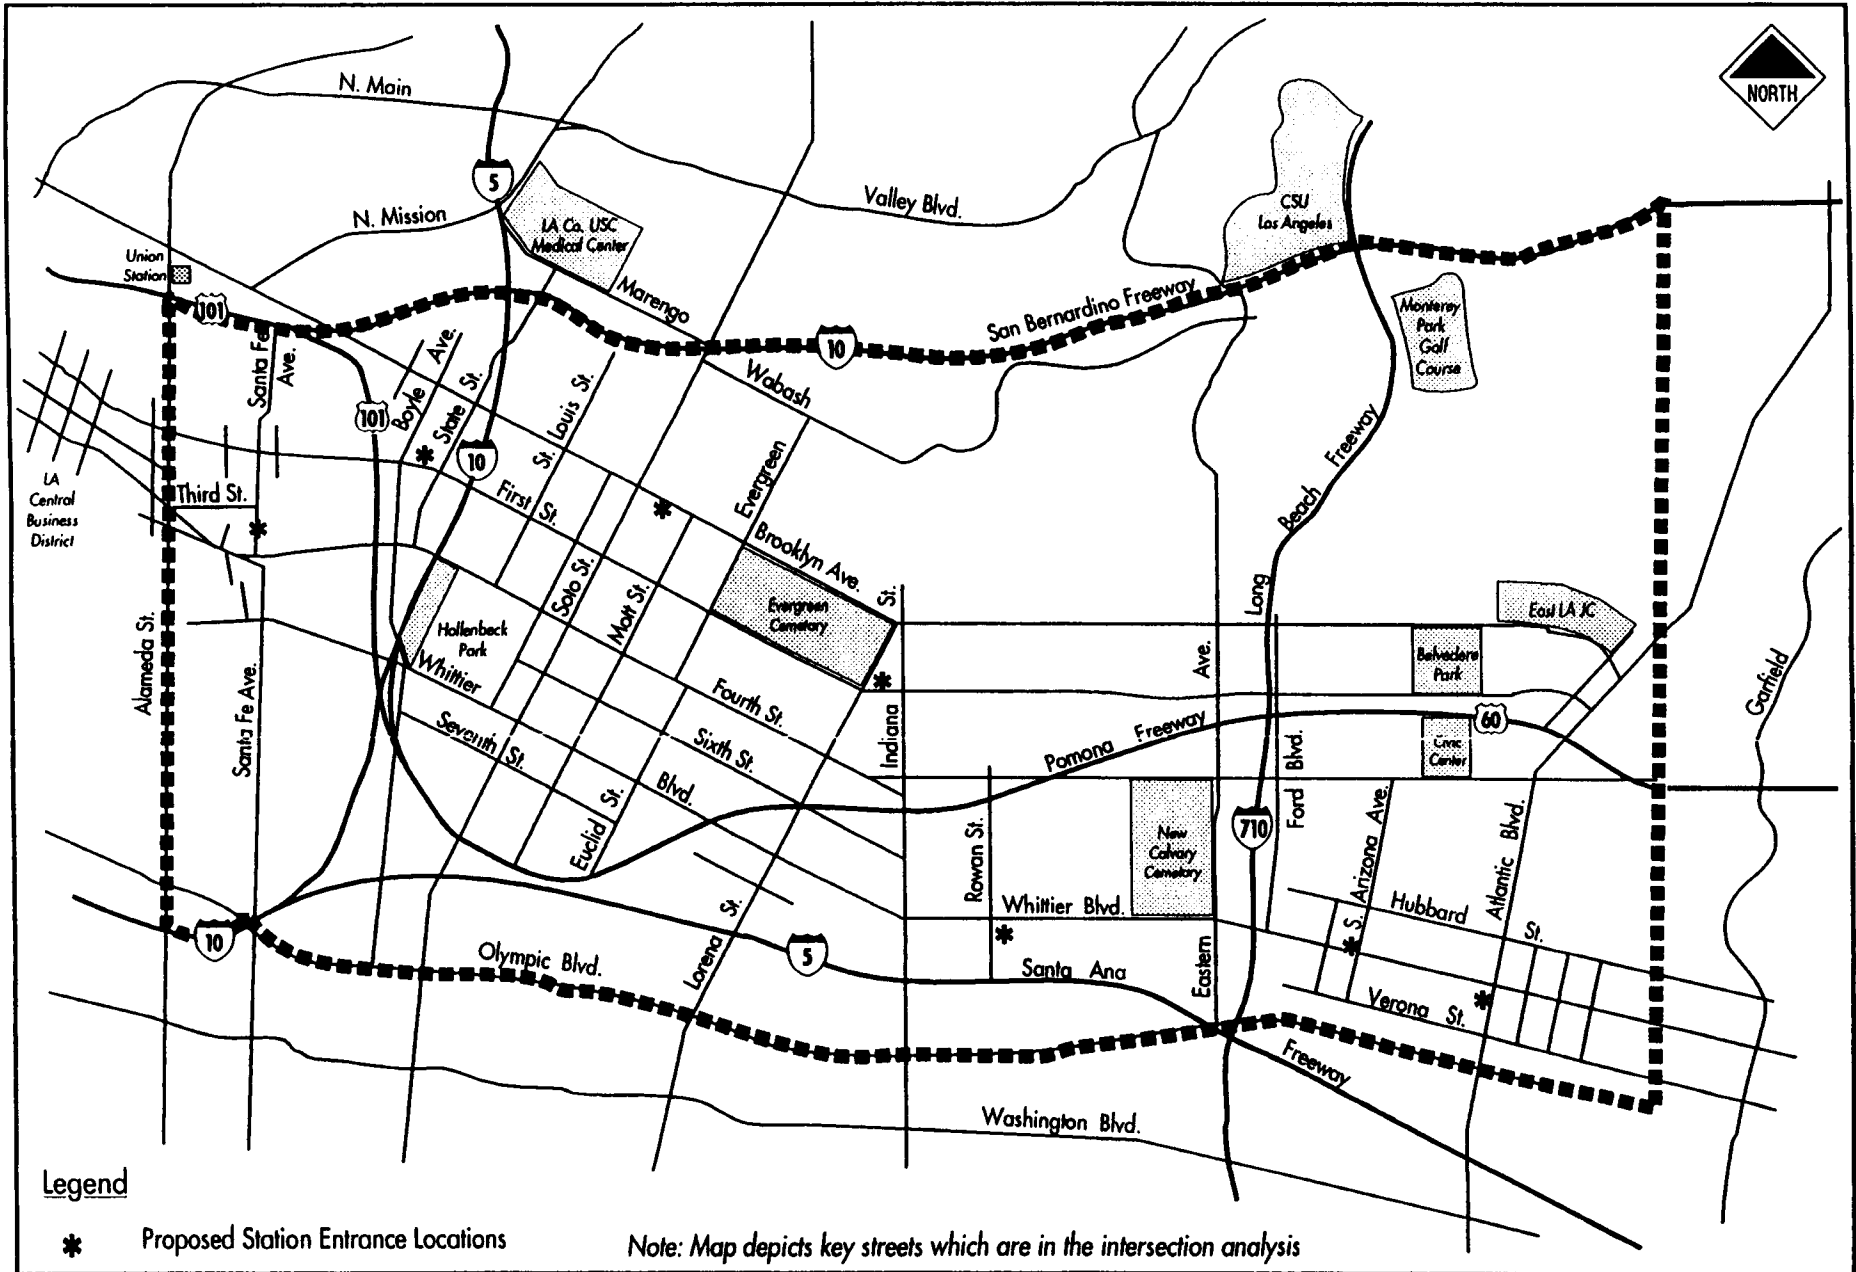 NORTH
N. Main
5
Valley Blvd.
CSU
Los Angeles
N. Mission
LA Co. USC
Medical Center
Union
Station
101
Marengo
San Bernardino Freeway
Monterey
Park
Golf
Course
10
Santa Fe
Ave.
Boyle Ave.
101
State St.
St. Louis St.
Wabash
10
Evergreen
Long Beach Freeway
LA
Central
Business
District
Third St.
First St.
Brooklyn Ave.
Soto St.
Mott St.
Evergreen
Cemetary
Indiana St.
East LA JC
Hollenbeck
Park
Belvedere
Park
Garfield
Alameda St.
Santa Fe Ave.
Whittier Blvd.
Fourth St.
Seventh St.
Sixth St.
Pomona Freeway
60
Civic
Center
Eastern Ave.
Ford Blvd.
Euclid St.
Rowan St.
New
Calvary
Cemetary
710
S. Arizona Ave.
Atlantic Blvd.
Whittier Blvd.
Hubbard St.
10
Olympic Blvd.
Lorena St.
5
Santa Ana Freeway
Verona St.
Washington Blvd.
Legend
* Proposed Station Entrance Locations
Note: Map depicts key streets which are in the intersection analysis